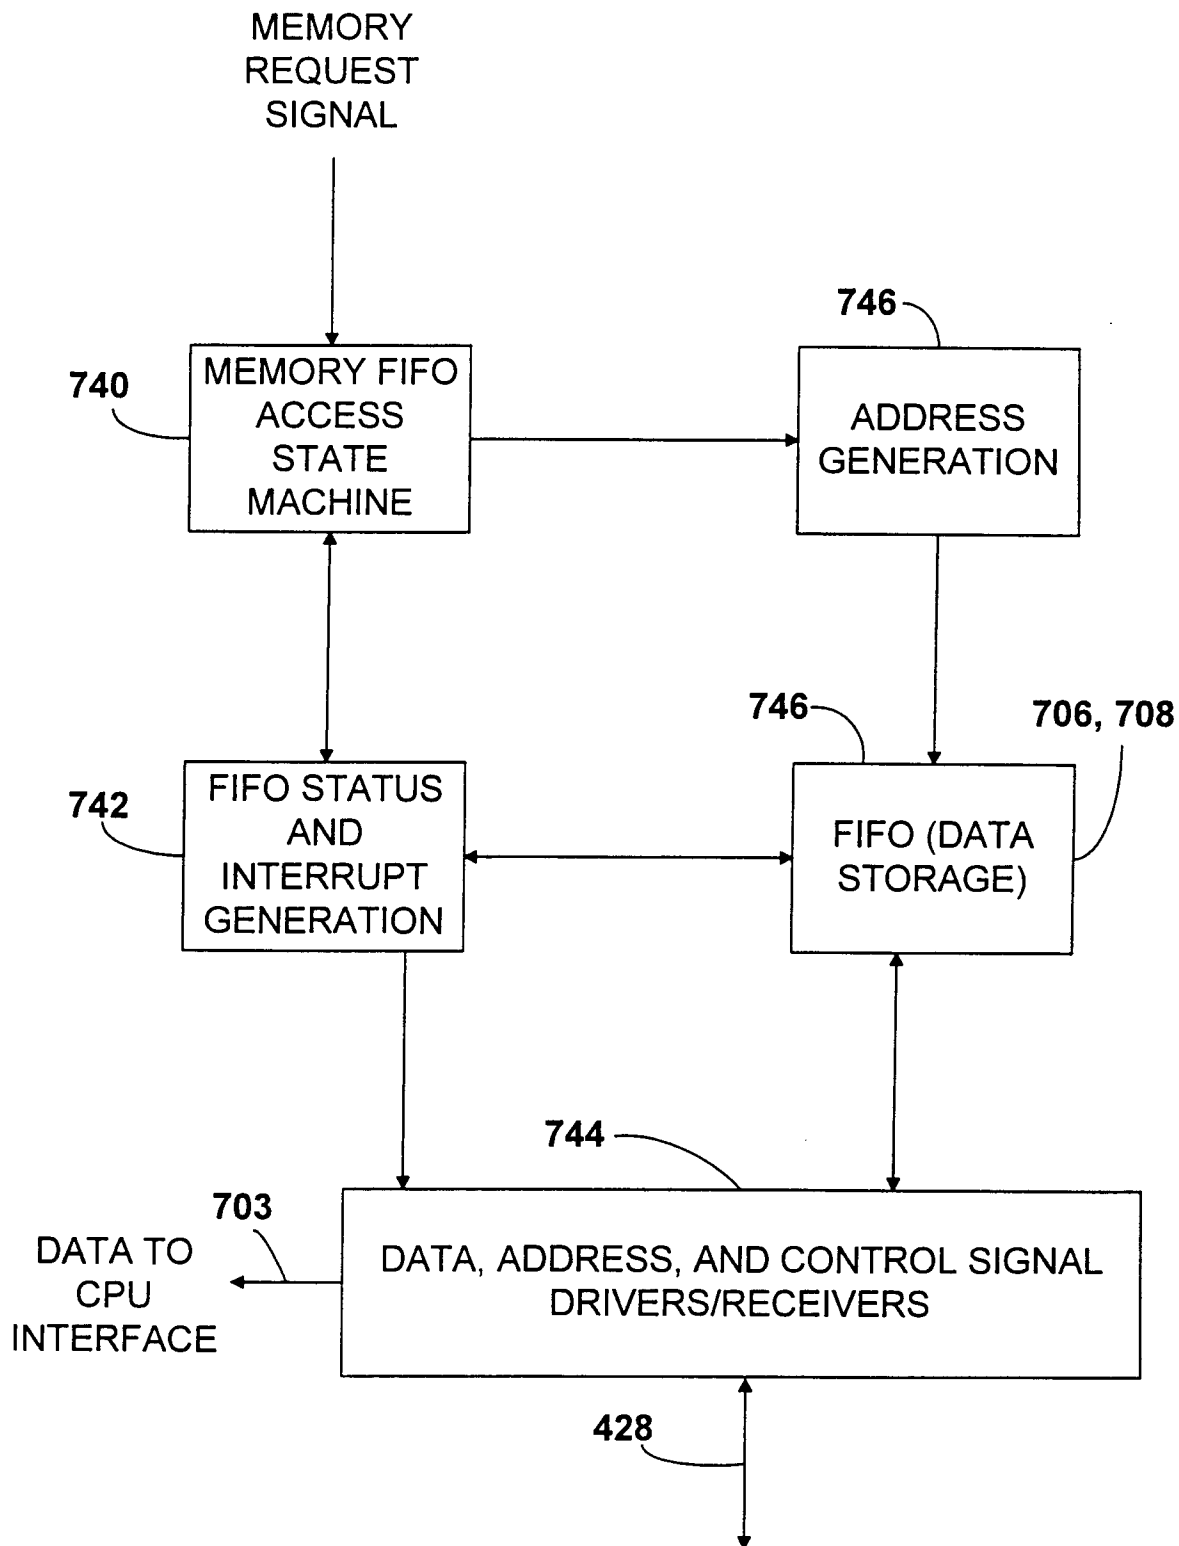 MEMORY
REQUEST
SIGNAL
746
740
MEMORY FIFO
ACCESS
STATE
MACHINE
ADDRESS
GENERATION
746
706, 708
742
FIFO STATUS
AND
INTERRUPT
GENERATION
FIFO (DATA
STORAGE)
744
703
DATA TO
CPU
INTERFACE
DATA, ADDRESS, AND CONTROL SIGNAL
DRIVERS/RECEIVERS
428